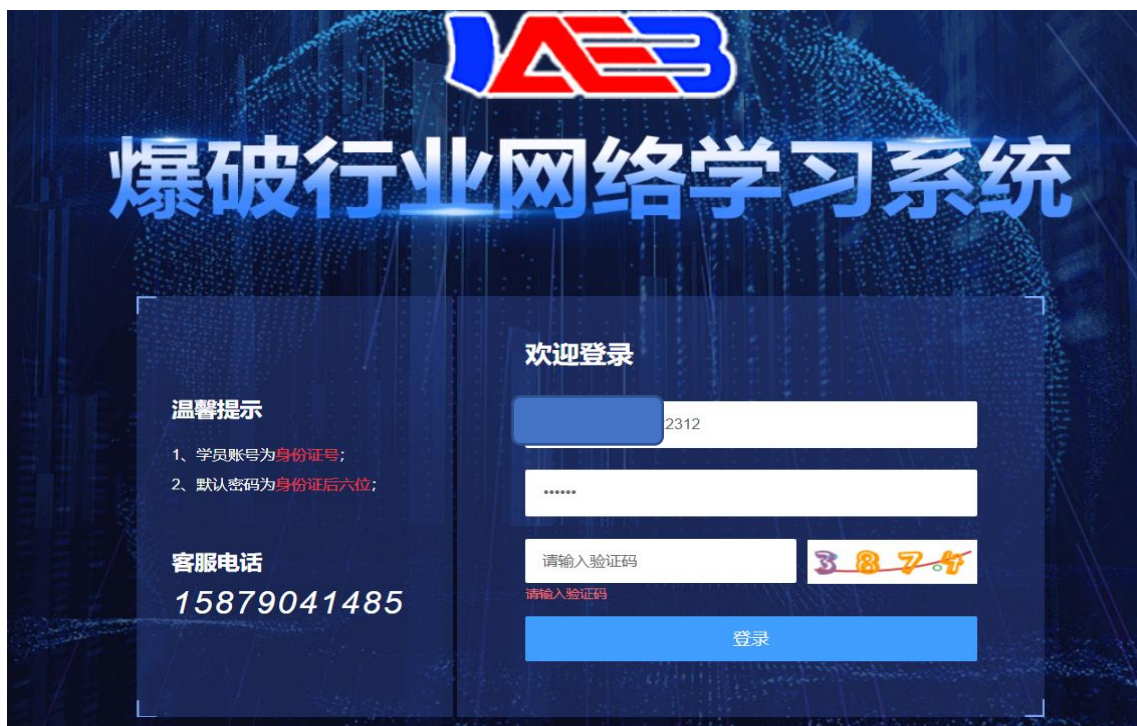 IAEB
爆破行业网络学习系统
温馨提示
1、学员账号为身份证号;
2、默认密码为身份证后六位;
客服电话
15879041485
欢迎登录
2312
••••••
请输入验证码
3874
请输入验证码
登录